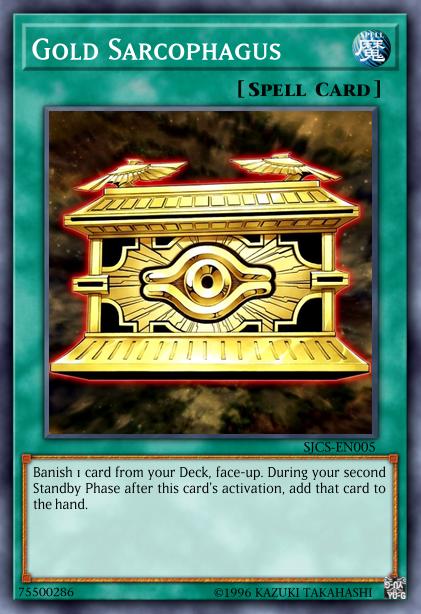 Gold Sarcophagus
SPELL
魔
[Spell Card]
SJCS-EN005
Banish 1 card from your Deck, face-up. During your second
Standby Phase after this card's activation, add that card to
the hand.
75500286
©1996 KAZUKI TAKAHASHI